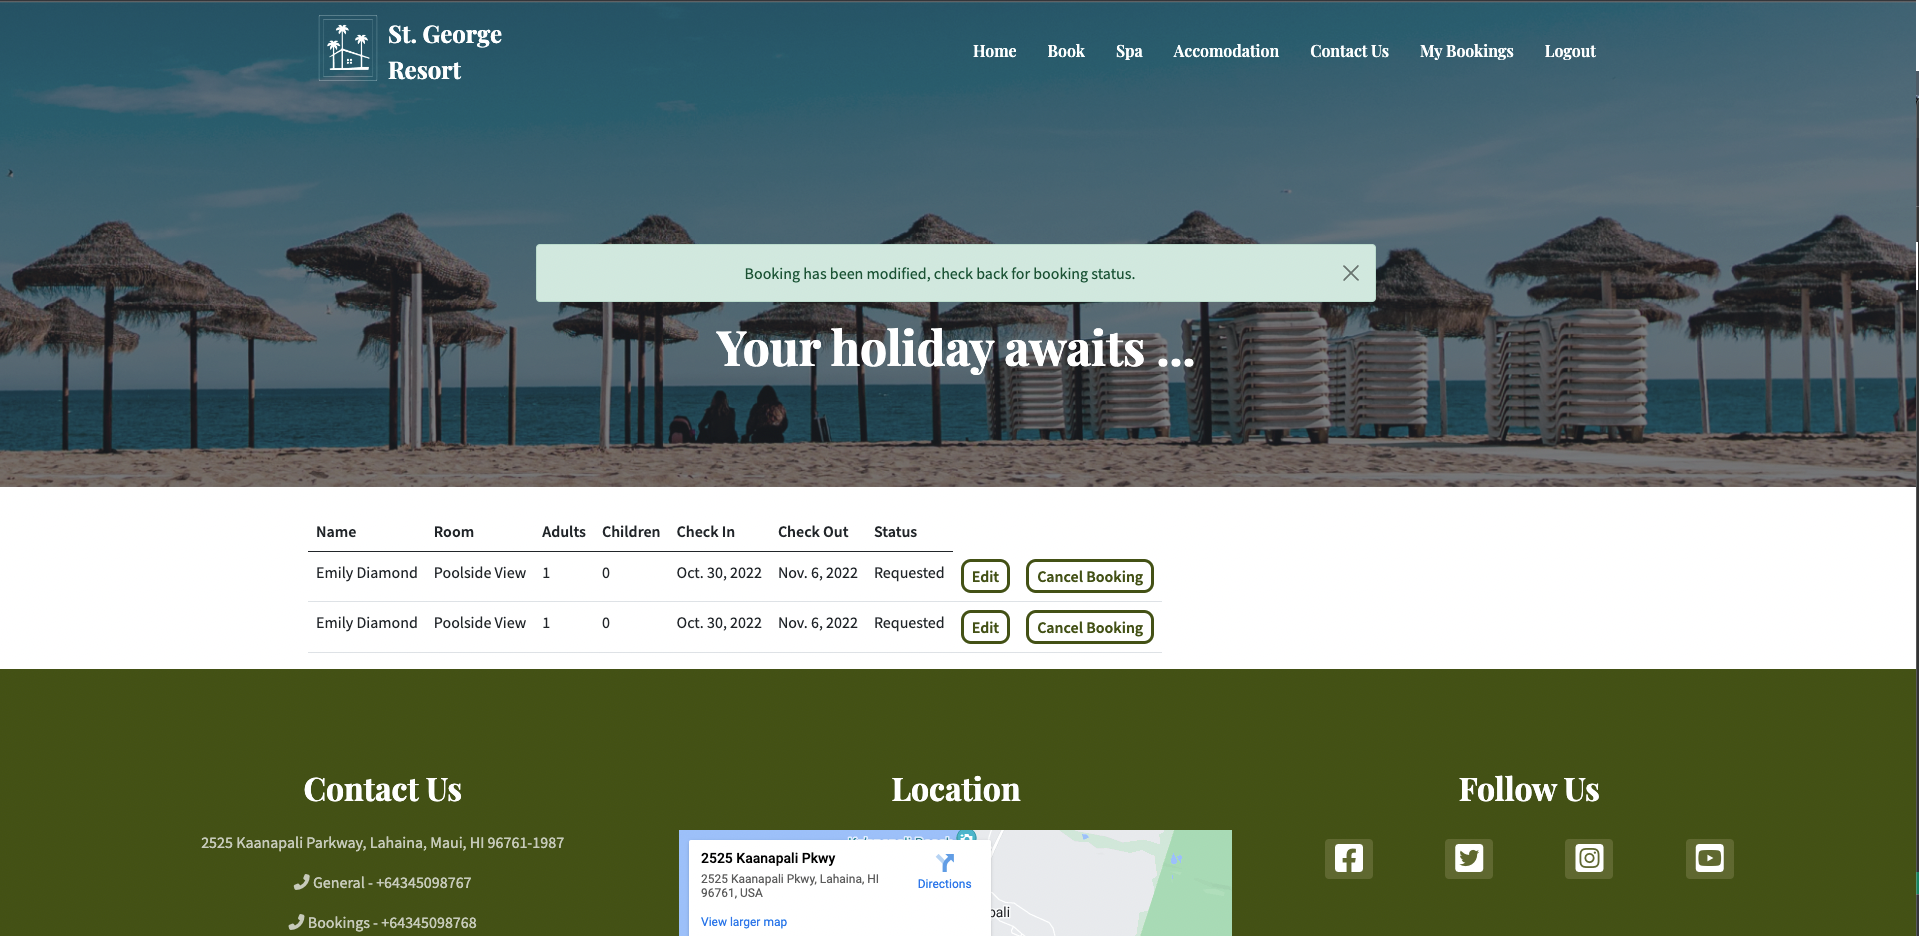 St. George
Resort
Home Book Spa Accomodation Contact Us My Bookings Logout
Booking has been modified, check back for booking status.
Your holiday awaits ...
Name Room Adults Children Check In Check Out Status
Emily Diamond Poolside View 1 0 Oct. 30, 2022 Nov. 6, 2022 Requested Edit Cancel Booking
Emily Diamond Poolside View 1 0 Oct. 30, 2022 Nov. 6, 2022 Requested Edit Cancel Booking
Contact Us
2525 Kaanapali Parkway, Lahaina, Maui, HI 96761-1987
General - +64345098767
Bookings - +64345098768
Location
2525 Kaanapali Pkwy
2525 Kaanapali Pkwy, Lahaina, HI
96761, USA
Directions
View larger map
pali
Follow Us